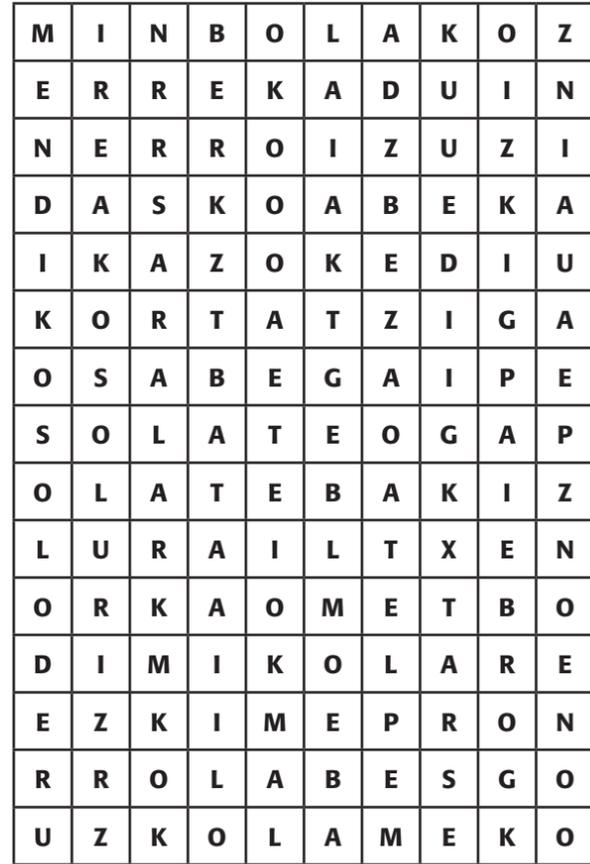 M I N B O L A K O Z
E R R E K A D U I N
N E R R O I Z U Z I
D A S K O A B E K A
I K A Z O K E D I U
K O R T A T Z I G A
O S A B E G A I P E
S O L A T E O G A P
O L A T E B A K I Z
L U R A I L T X E N
O R K A O M E T B O
D I M I K O L A R E
E Z K I M E P R O N
R R O L A B E S G O
U Z K O L A M E K O